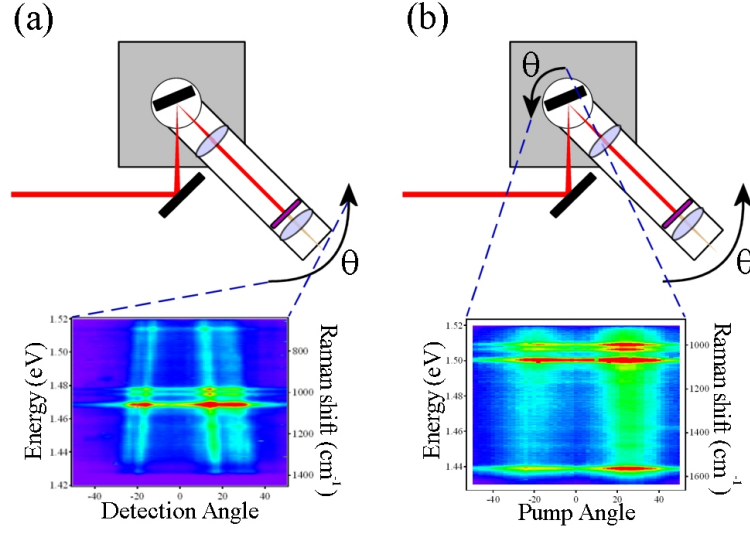 (a)
(b)
θ
θ
θ
1.52
1.50
1.48
1.46
1.44
1.42
Energy (eV)
800
1000
1200
1400
Raman shift (cm-1)
-40
-20
0
20
40
Detection Angle
1.52
1.50
1.48
1.46
1.44
Energy (eV)
1000
1200
1400
1600
Raman shift (cm-1)
-40
-20
0
20
40
Pump Angle